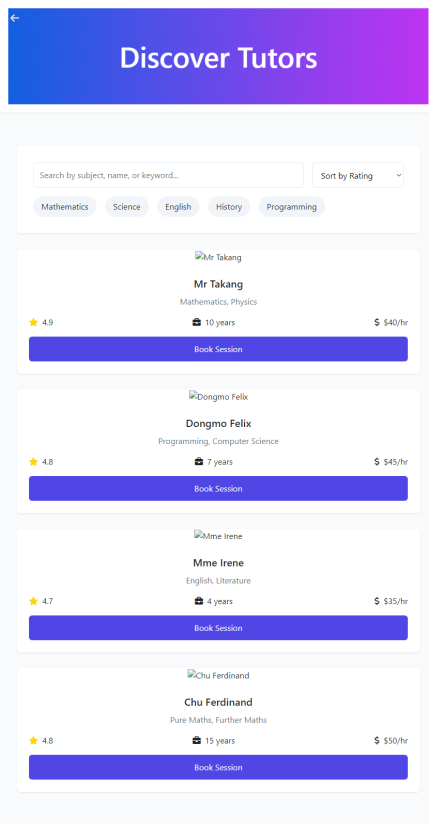 Discover Tutors
Search by subject, name, or keyword...
Sort by Rating
Mathematics Science English History Programming
Mr Takang
Mr Takang
Mathematics, Physics
4.9 10 years $ $40/hr
Book Session
Dongmo Felix
Dongmo Felix
Programming, Computer Science
4.8 7 years $ $45/hr
Book Session
Mme Irene
Mme Irene
English, Literature
4.7 4 years $ $35/hr
Book Session
Chu Ferdinand
Chu Ferdinand
Pure Maths, Further Maths
4.8 15 years $ $50/hr
Book Session